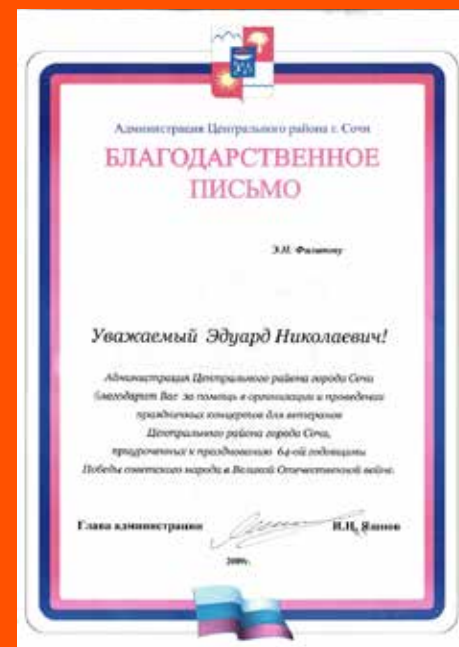 Администрация Центрального района г. Сочи
БЛАГОДАРСТВЕННОЕ
ПИСЬМО
Э.Н.
Уважаемый Эдуард Николаевич!
Администрация Центрального района города Сочи
благодарит Вас за помощь в организации и проведении
праздничных концертов для ветеранов
Центрального района города Сочи,
приуроченных к празднованию 64-ой годовщины
Победы советского народа в Великой Отечественной войне.
Глава администрации И.Н.
2009г.